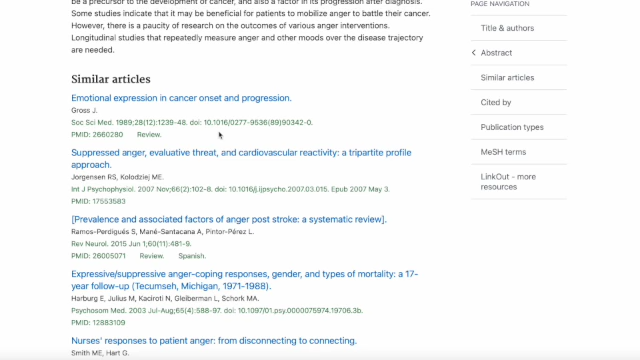 be a precursor to the development of cancer, and also a factor in its progression after diagnosis.
Some studies indicate that it may be beneficial for patients to mobilize anger to battle their cancer.
However, there is a paucity of research on the outcomes of various anger interventions.
Longitudinal studies that repeatedly measure anger and other moods over the disease trajectory
are needed.
Similar articles
Emotional expression in cancer onset and progression.
Gross J.
Soc Sci Med. 1989;28(12):1239-48. doi: 10.1016/0277-9536(89)90342-0.
PMID: 2660280 Review.
Suppressed anger, evaluative threat, and cardiovascular reactivity: a tripartite profile
approach.
Jorgensen RS, Kolodziej ME.
Int J Psychophysiol. 2007 Nov;66(2):102-8. doi: 10.1016/j.ijpsycho.2007.03.015. Epub 2007 May 3.
PMID: 17553583
[Prevalence and associated factors of anger post stroke: a systematic review].
Ramos-Perdigués S, Mané-Santacana A, Pintor-Pérez L.
Rev Neurol. 2015 Jun 1;60(11):481-9.
PMID: 26005071 Review. Spanish.
Expressive/suppressive anger-coping responses, gender, and types of mortality: a 17-
year follow-up (Tecumseh, Michigan, 1971-1988).
Harburg E, Julius M, Kaciroti N, Gleiberman L, Schork MA.
Psychosom Med. 2003 Jul-Aug;65(4):588-97. doi: 10.1097/01.psy.0000075974.19706.3b.
PMID: 12883109
Nurses' responses to patient anger: from disconnecting to connecting.
Smith ME, Hart G.
PAGE NAVIGATION
Title & authors
Abstract
Similar articles
Cited by
Publication types
MeSH terms
LinkOut - more
resources